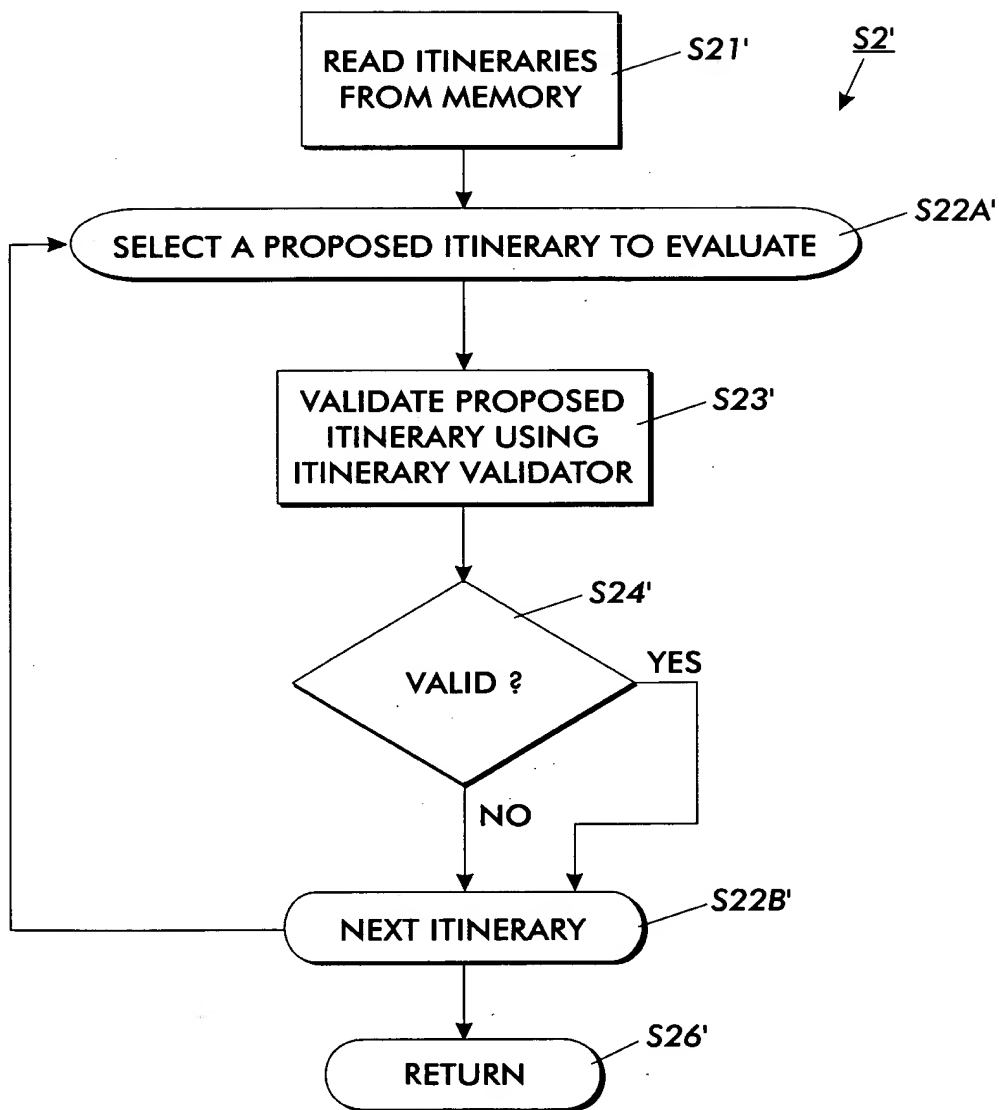 READ ITINERARIES
FROM MEMORY
S21'
S2'
S22A'
SELECT A PROPOSED ITINERARY TO EVALUATE
VALIDATE PROPOSED
ITINERARY USING
ITINERARY VALIDATOR
S23'
S24'
VALID ?
YES
NO
S22B'
NEXT ITINERARY
S26'
RETURN